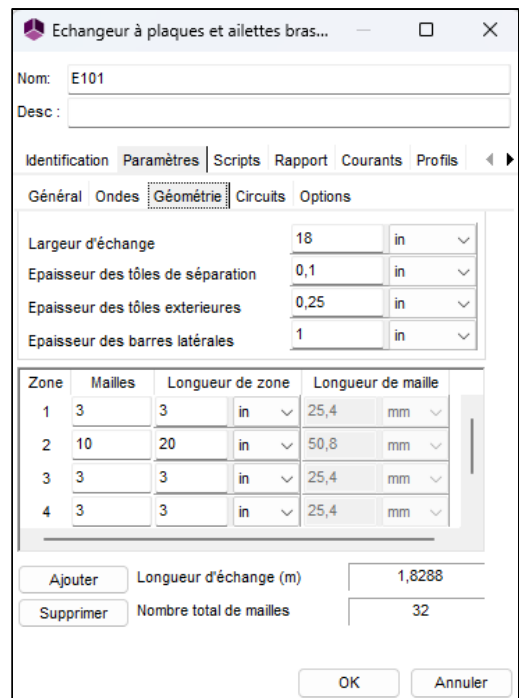 Echangeur à plaques et ailettes bras...
Nom: E101
Desc :
Identification Paramètres Scripts Rapport Courants Profils
Général Ondes Géométrie Circuits Options
Largeur d'échange 18 in
Epaisseur des tôles de séparation 0,1 in
Epaisseur des tôles exterieures 0,25 in
Epaisseur des barres latérales 1 in
Zone Mailles Longueur de zone Longueur de maille
1 3 3 in 25,4 mm
2 10 20 in 50,8 mm
3 3 3 in 25,4 mm
4 3 3 in 25,4 mm
Ajouter Longueur d'échange (m) 1,8288
Supprimer Nombre total de mailles 32
OK Annuler